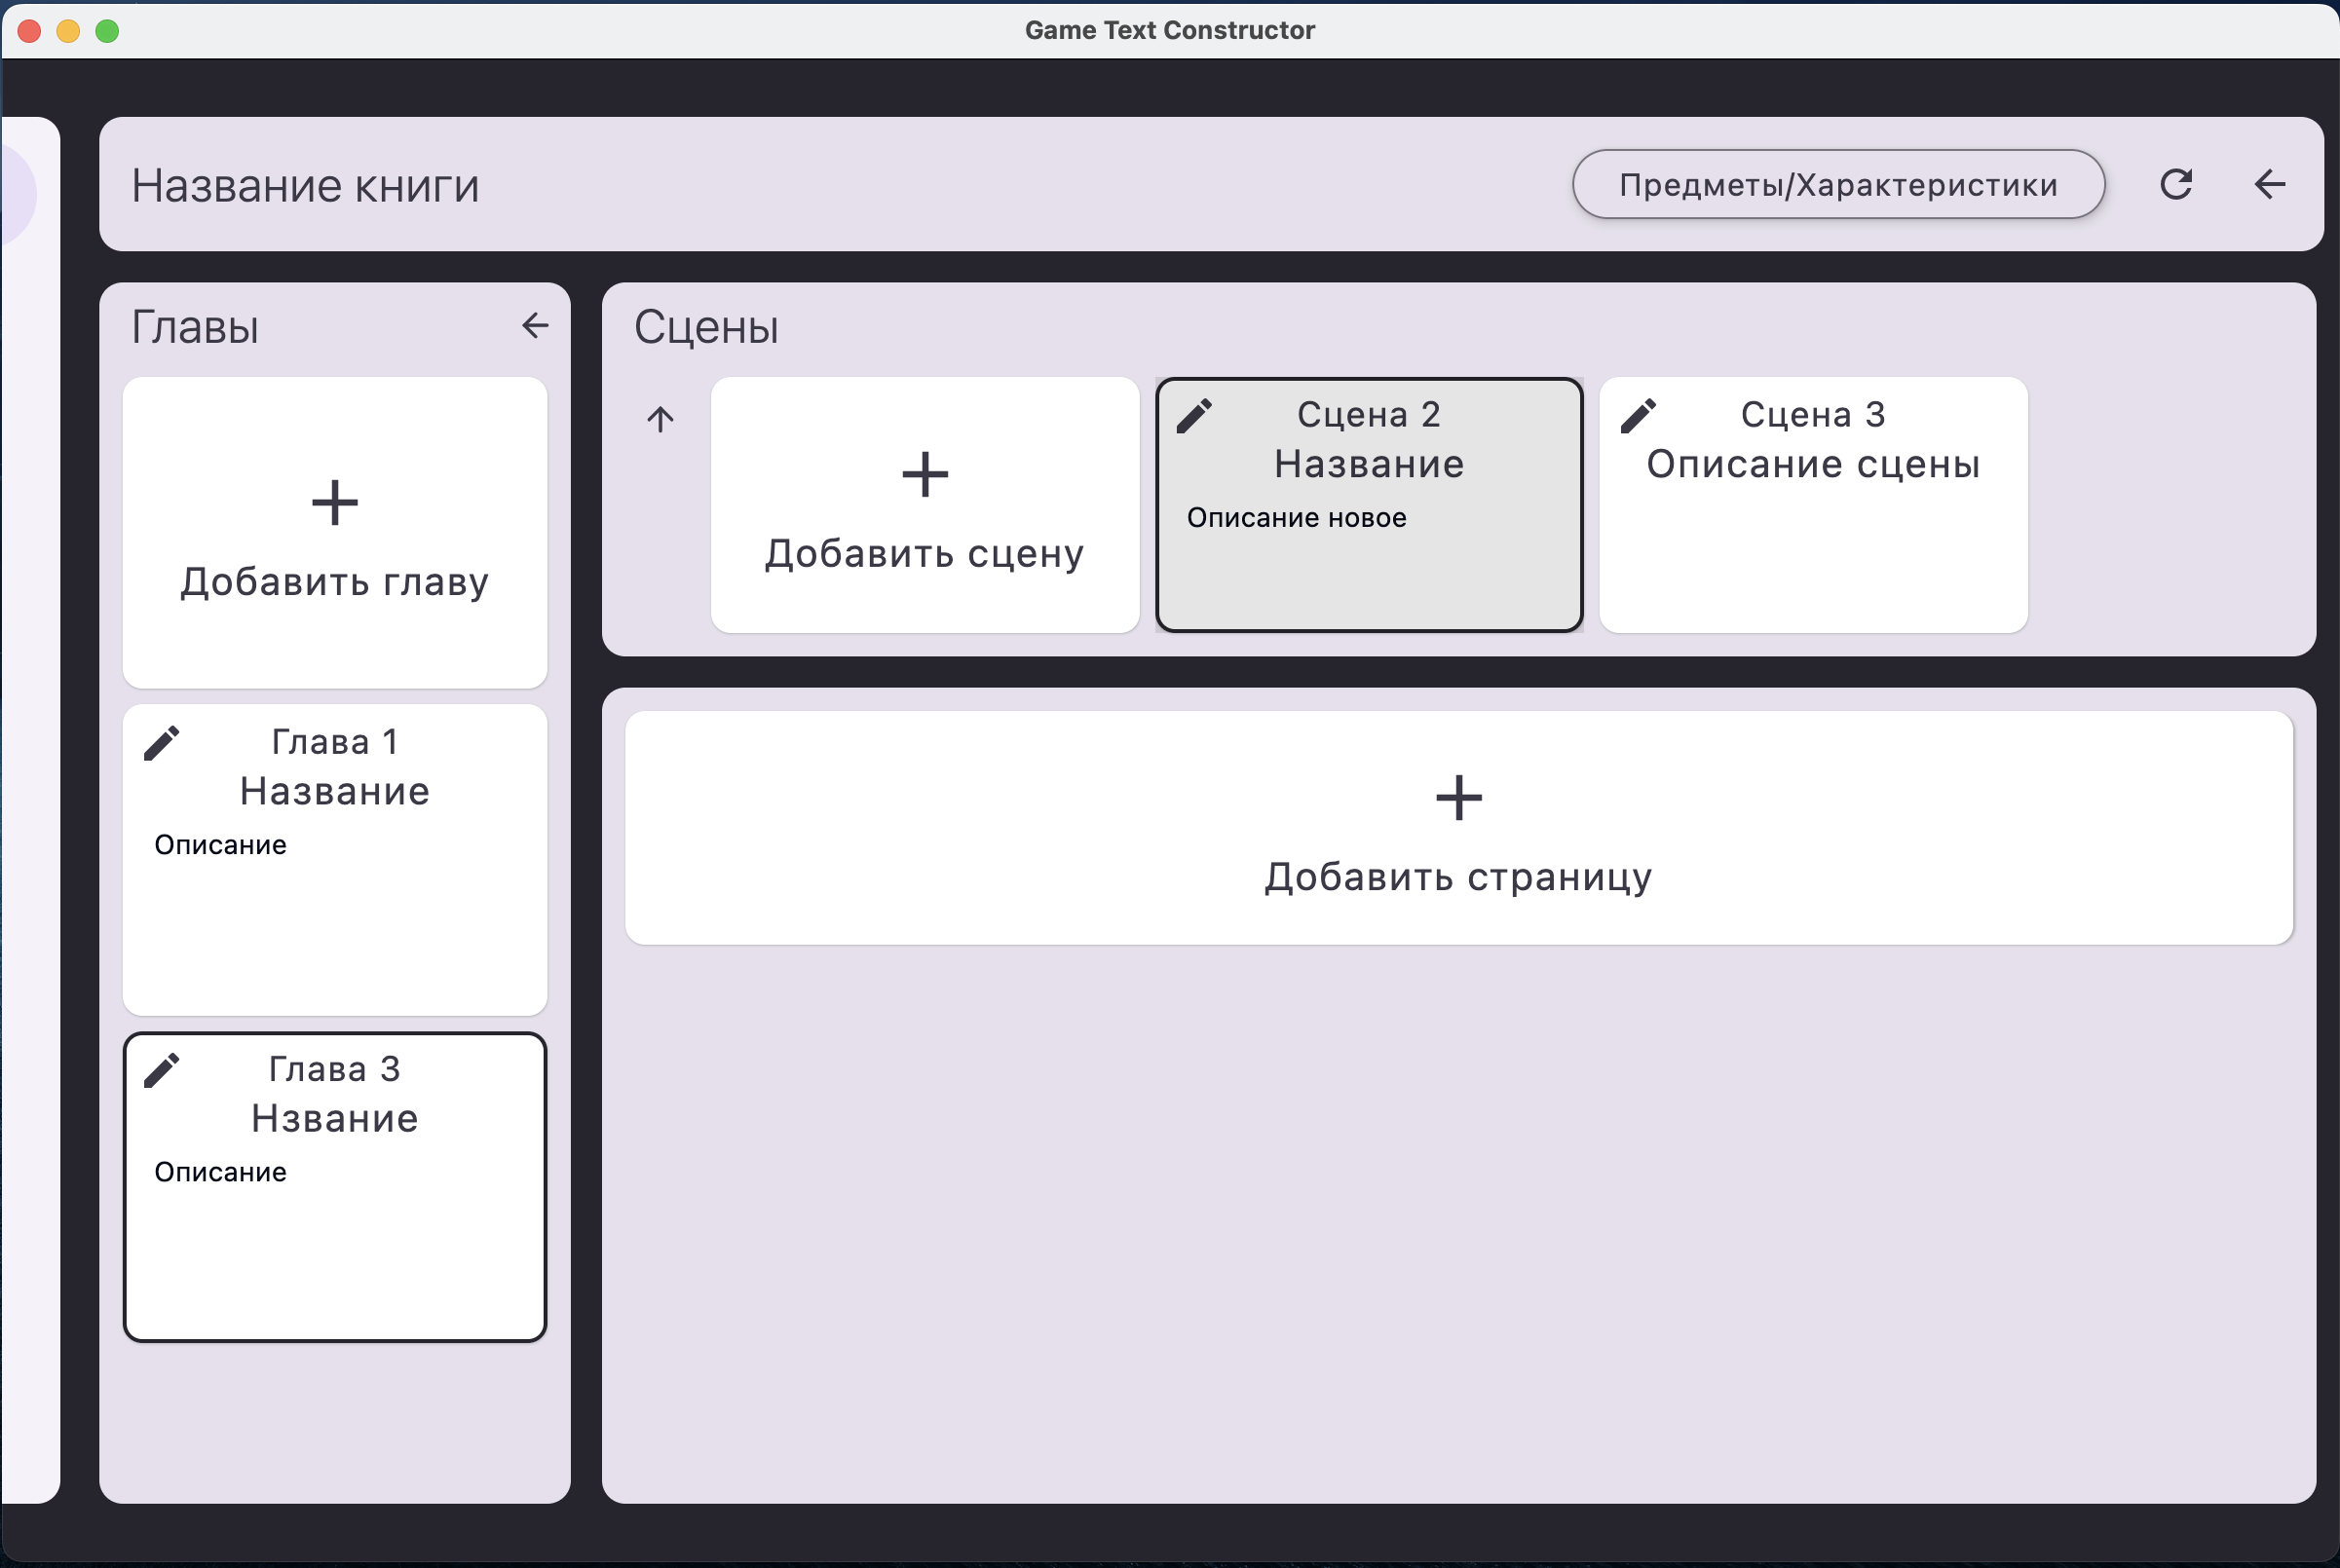 Game Text Constructor
Название книги
Предметы/Характеристики
Главы
Добавить главу
Глава 1
Название
Описание
Глава 3
Нзвание
Описание
Сцены
Добавить сцену
Сцена 2
Название
Описание новое
Сцена 3
Описание сцены
Добавить страницу